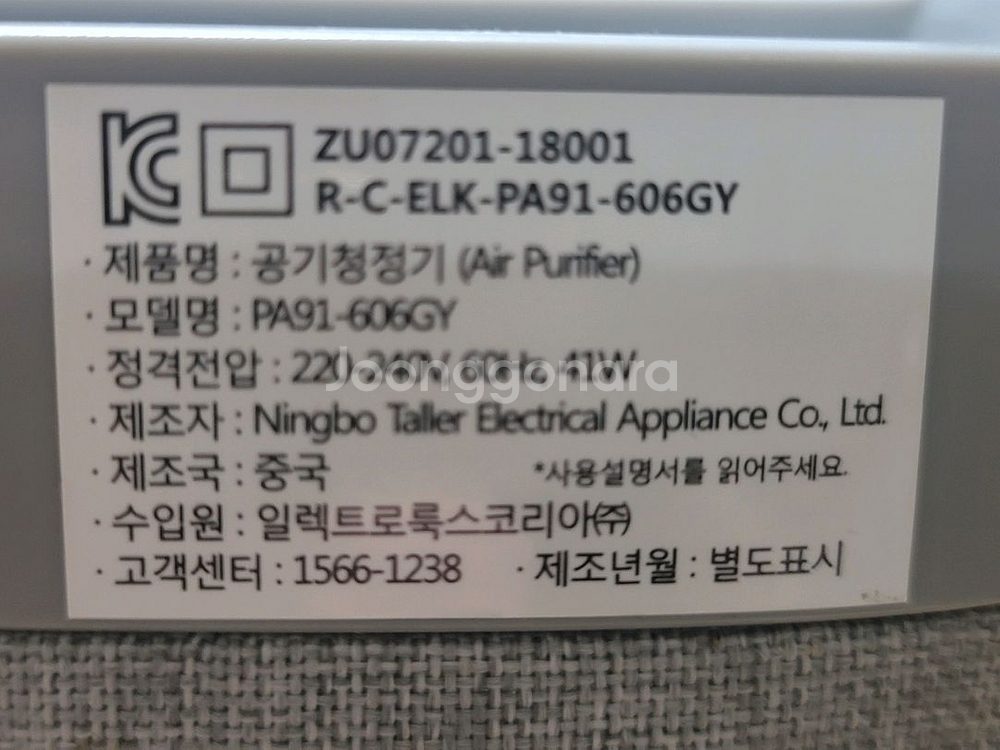 ZU07201-18001
R-C-ELK-PA91-606GY
· 제품명 : 공기청정기 (Air Purifier)
· 모델명 : PA91-606GY
· 정격전압 : 220-240V, 60Hz, 41W
Joonggonara
· 제조자 : Ningbo Taller Electrical Appliance Co., Ltd.
· 제조국 : 중국 *사용설명서를 읽어주세요.
· 수입원 : 일렉트로룩스코리아㈜
· 고객센터 : 1566-1238 · 제조년월 : 별도표시